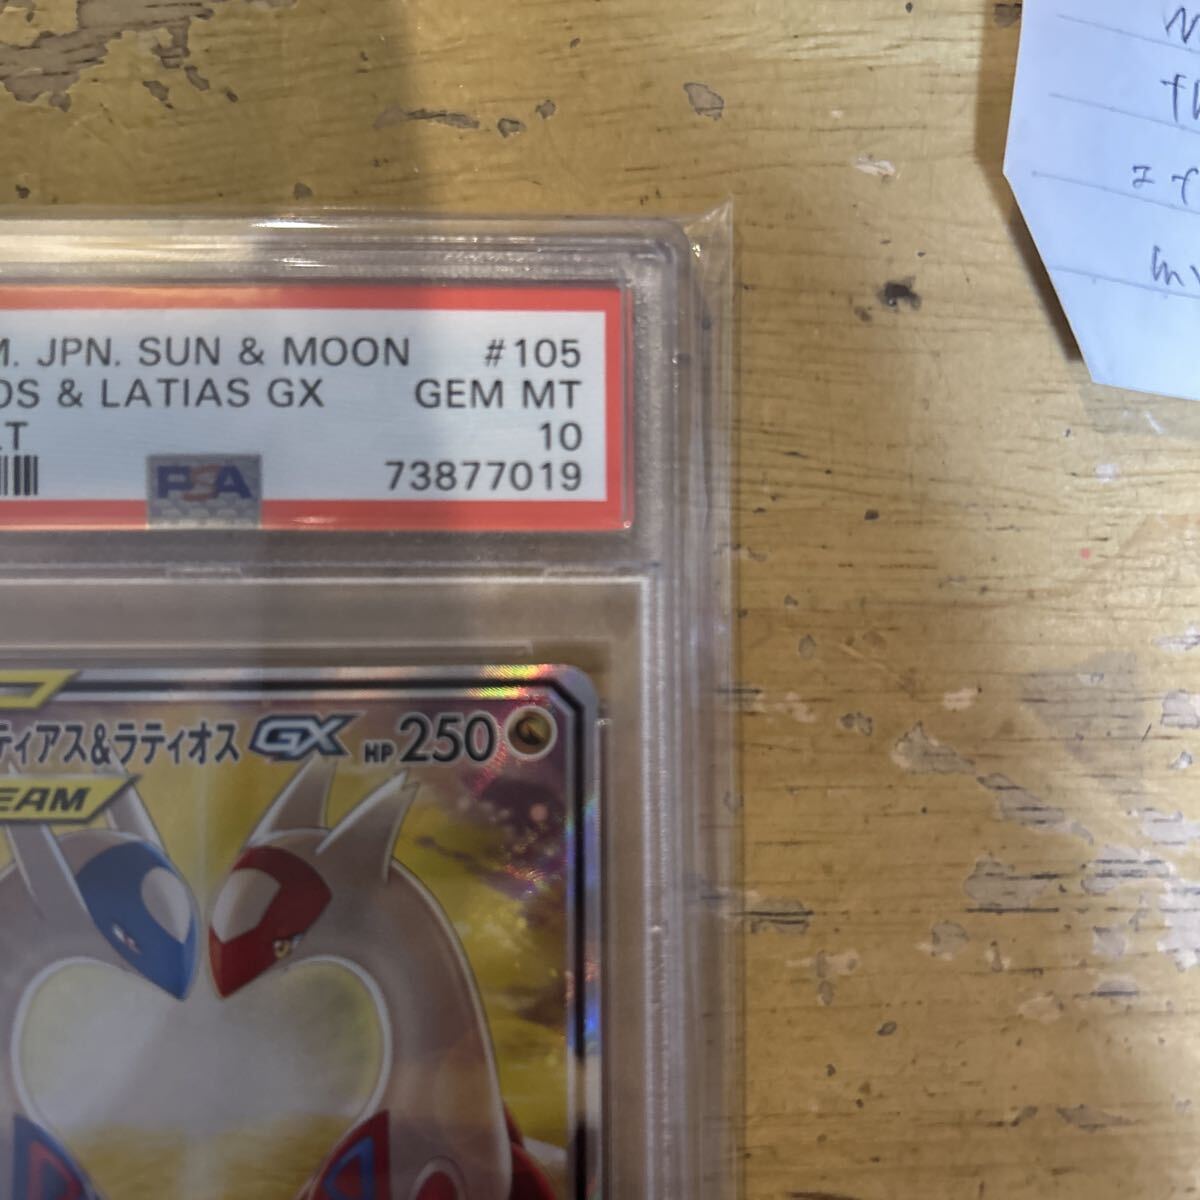 M. JPN. SUN & MOON #105
OS & LATIAS GX GEM MT
LT 10
PSA 73877019
ティアス&ラティオス GX HP 250
EAM